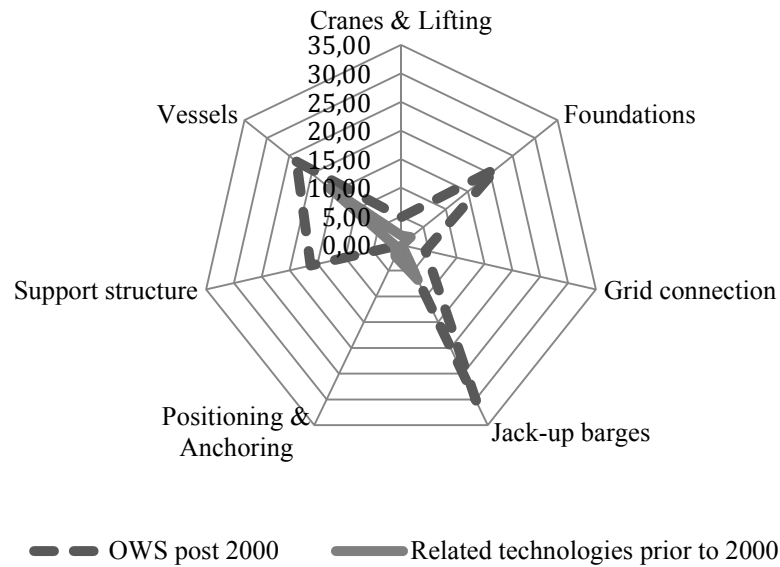 Cranes & Lifting
35,00
30,00
25,00
20,00
15,00
10,00
5,00
0,00
Vessels
Foundations
Support structure
Grid connection
Positioning &
Anchoring
Jack-up barges
OWS post 2000
Related technologies prior to 2000